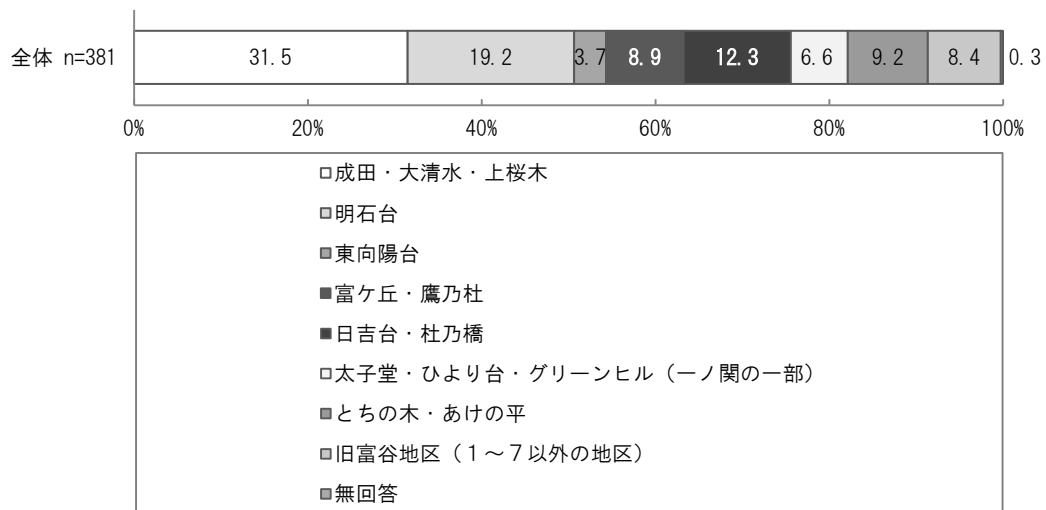 全体 n=381
31.5 19.2 3.7 8.9 12.3 6.6 9.2 8.4 0.3
0% 20% 40% 60% 80% 100%
成田・大清水・上桜木
明石台
東向陽台
富ケ丘・鷹乃杜
日吉台・杜乃橋
太子堂・ひより台・グリーンヒル（一ノ関の一部）
とちの木・あけの平
旧富谷地区（１～７以外の地区）
無回答